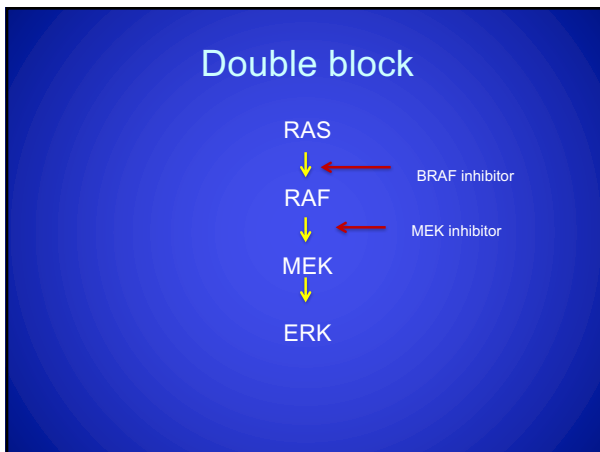 Double block
RAS
BRAF inhibitor
RAF
MEK inhibitor
MEK
ERK